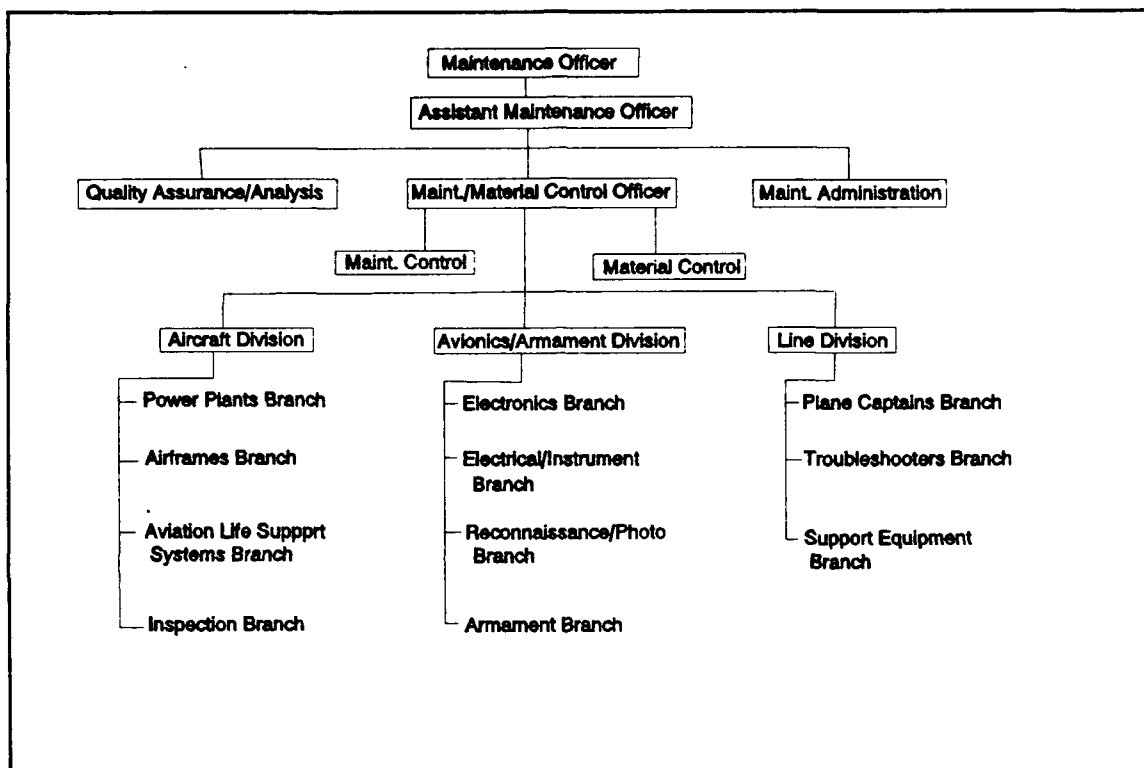 Maintenance Officer
Assistant Maintenance Officer
Quality Assurance/Analysis
Maint./Material Control Officer
Maint. Administration
Maint. Control
Material Control
Aircraft Division
Avionics/Armament Division
Line Division
Power Plants Branch
Airframes Branch
Aviation Life Suppprt
Systems Branch
Inspection Branch
Electronics Branch
Electrical/Instrument
Branch
Reconnaissance/Photo
Branch
Armament Branch
Plane Captains Branch
Troubleshooters Branch
Support Equipment
Branch